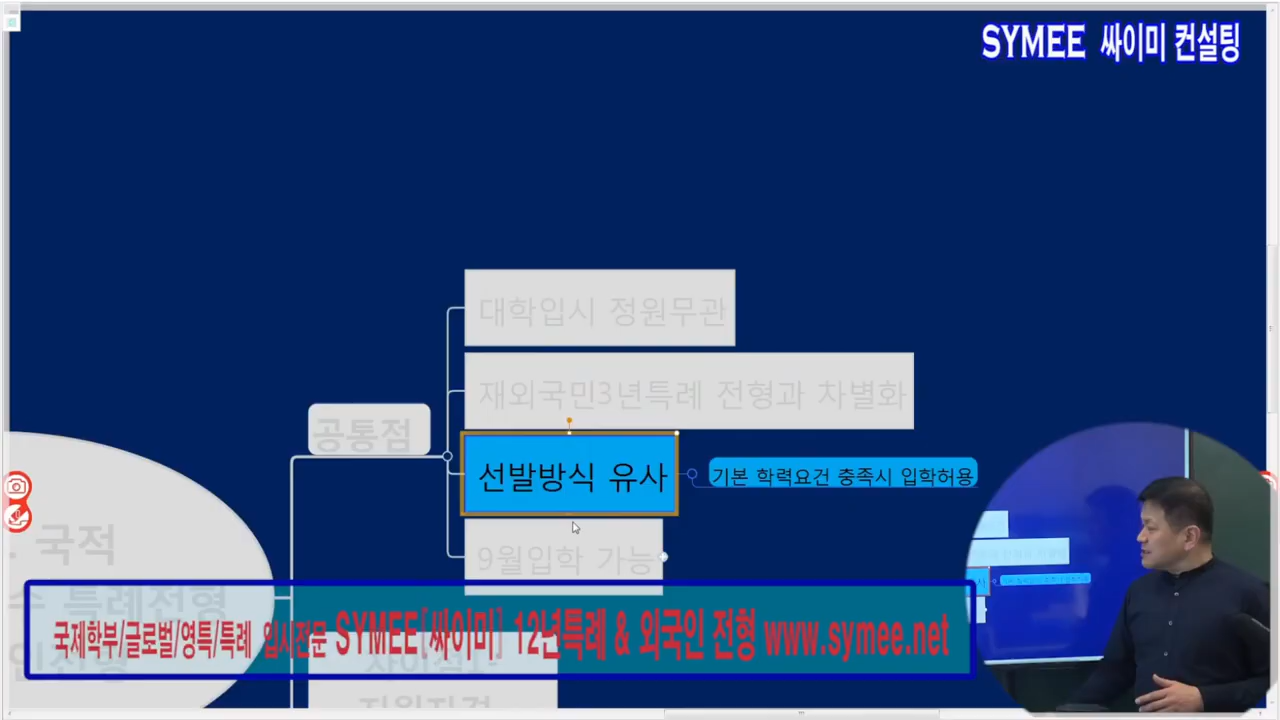 SYMEE 싸이미 컨설팅
대학입시 정원무관
재외국민3년특례 전형과 차별화
공통점
선발방식 유사
기본 학력요건 충족시 입학허용
9월입학 가능
국적
특례전형
국제학부/글로벌/영특/특례 입시전문 SYMEE[싸이미] 12년특례 & 외국인 전형 www.symee.net